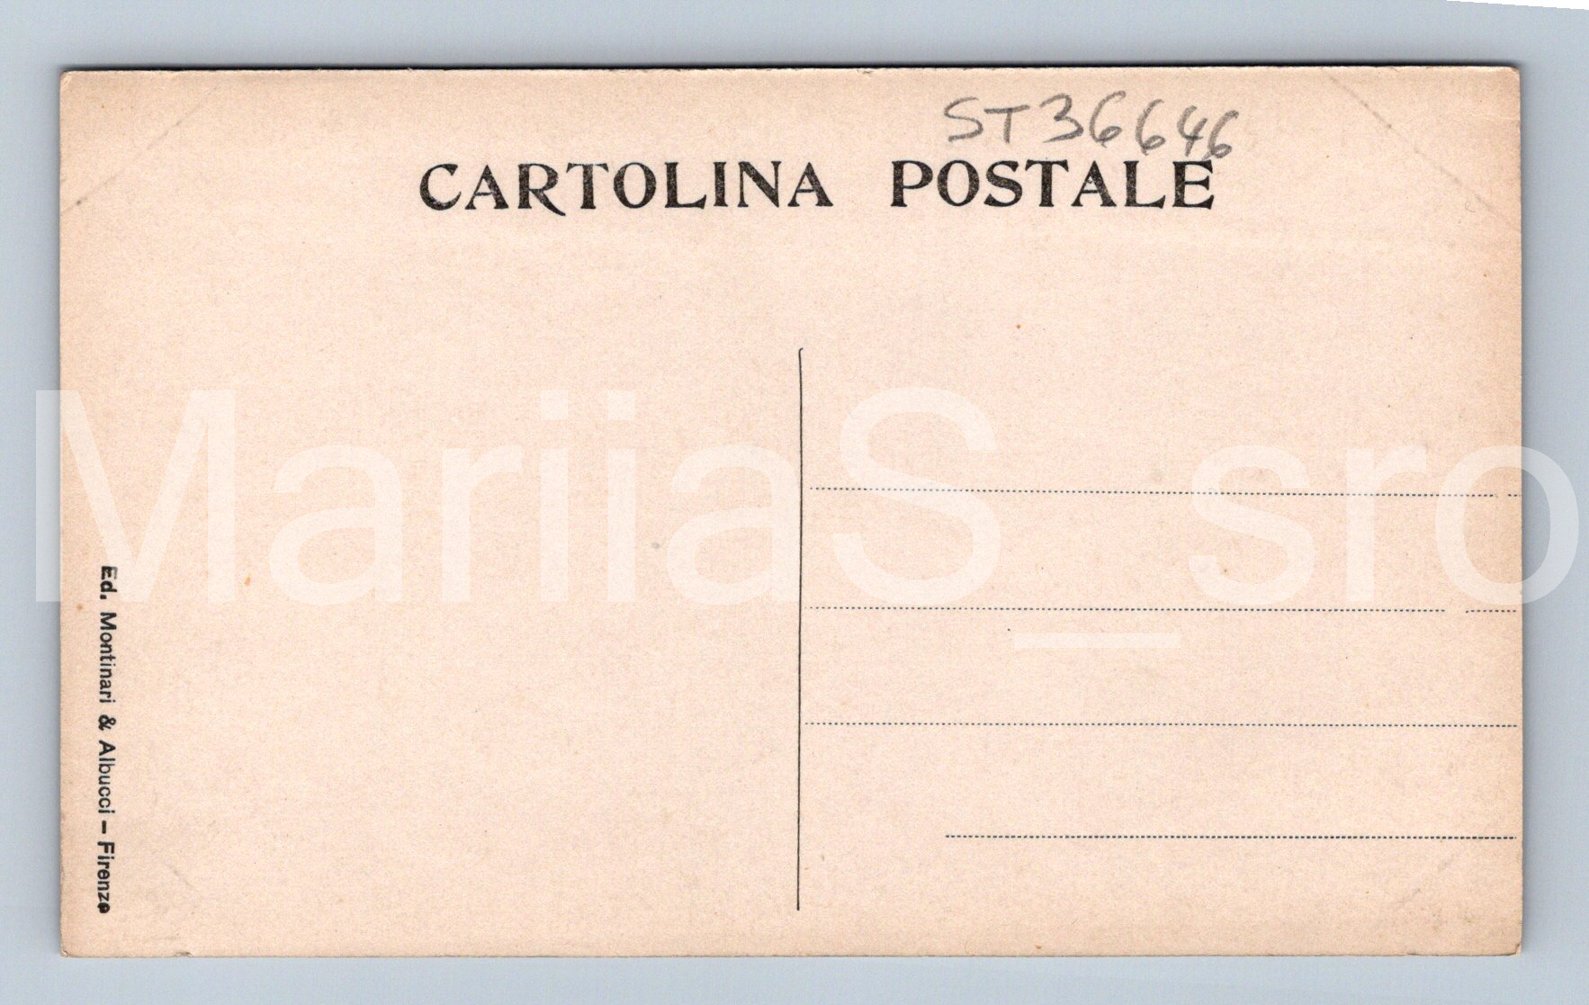 ST36646
CARTOLINA POSTALE
MariiaS_sro
Ed. Montinari & Albucci – Firenze